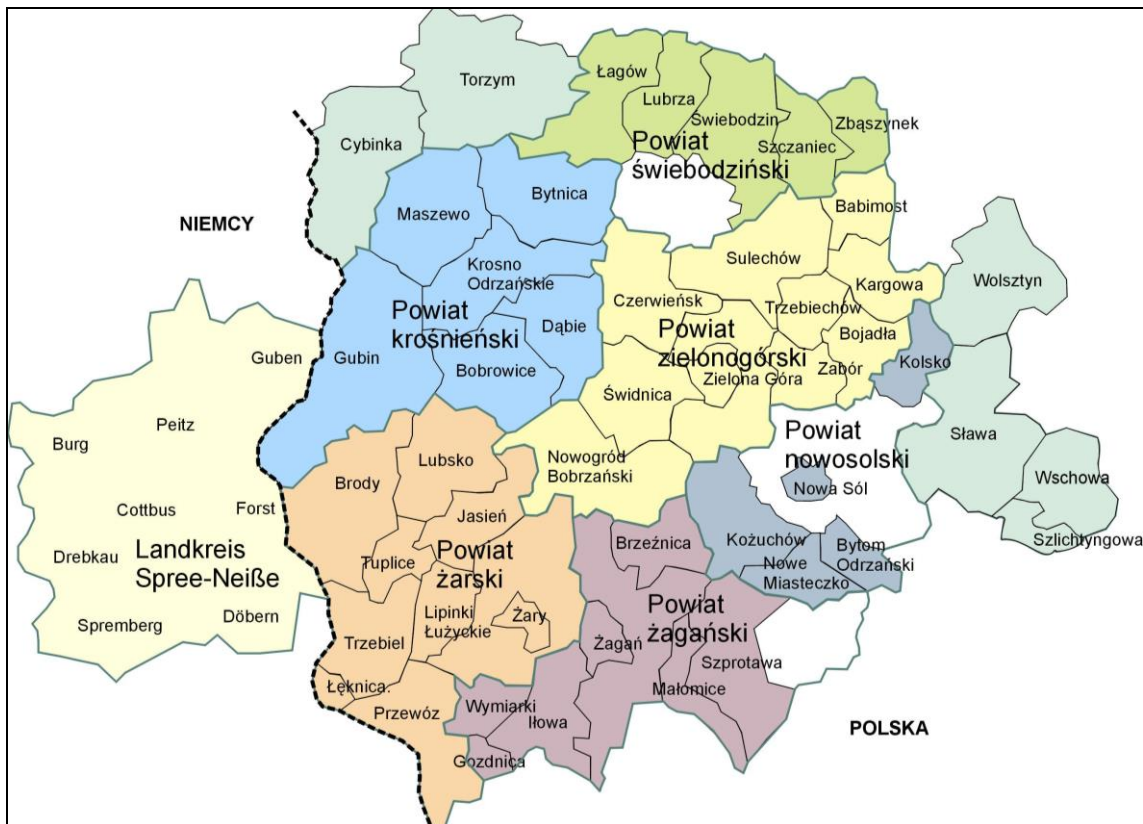 Torzym
Łagów
Lubrza
Świebodzin
Zbąszynek
Szczaniec
Powiat
świebodziński
Cybinka
Bytnica
Maszewo
NIEMCY
Babimost
Sulechów
Krosno
Odrzańskie
Kargowa
Wolsztyn
Czerwieńsk
Trzebiechów
Powiat
krośnieński
Dąbie
Powiat
zielonogórski
Bojadła
Guben
Gubin
Kolsko
Bobrowice
Zielona Góra
Zabór
Świdnica
Peitz
Burg
Sława
Powiat
nowosolski
Lubsko
Nowogród
Bobrzański
Wschowa
Brody
Nowa Sól
Cottbus
Forst
Jasień
Szlichtyngowa
Drebkau
Landkreis
Spree-Neiße
Tuplice
Powiat
żarski
Brzeźnica
Kożuchów
Nowe
Miasteczko
Bytom
Odrzański
Döbern
Spremberg
Lipinki
Łużyckie
Żary
Powiat
żagański
Trzebiel
Żagań
Szprotawa
Łęknica.
Małomice
Przewóz
Wymiarki
Iłowa
POLSKA
Gozdnica